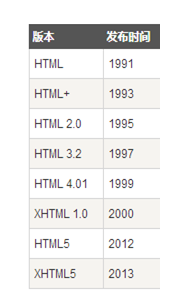 版本 发布时间
HTML 1991
HTML+ 1993
HTML 2.0 1995
HTML 3.2 1997
HTML 4.01 1999
XHTML 1.0 2000
HTML5 2012
XHTML5 2013